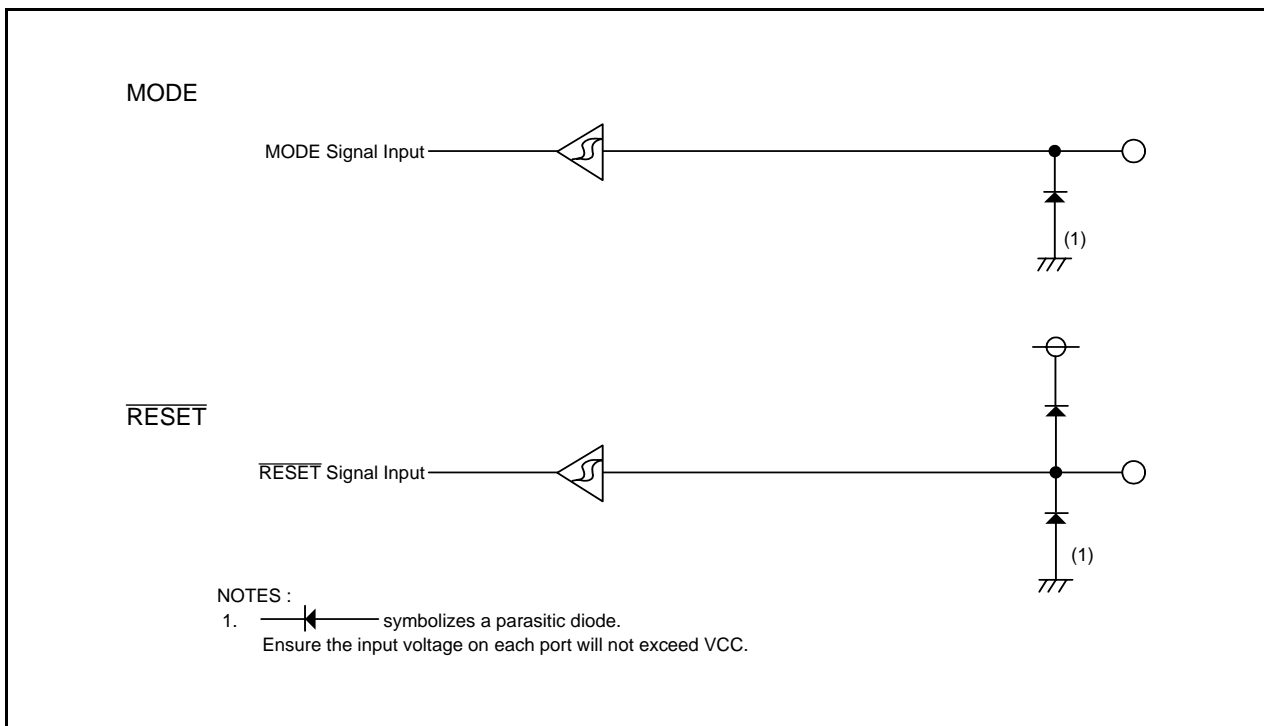 MODE
MODE Signal Input
(1)
RESET
RESET Signal Input
(1)
NOTES :
1. symbolizes a parasitic diode.
Ensure the input voltage on each port will not exceed VCC.